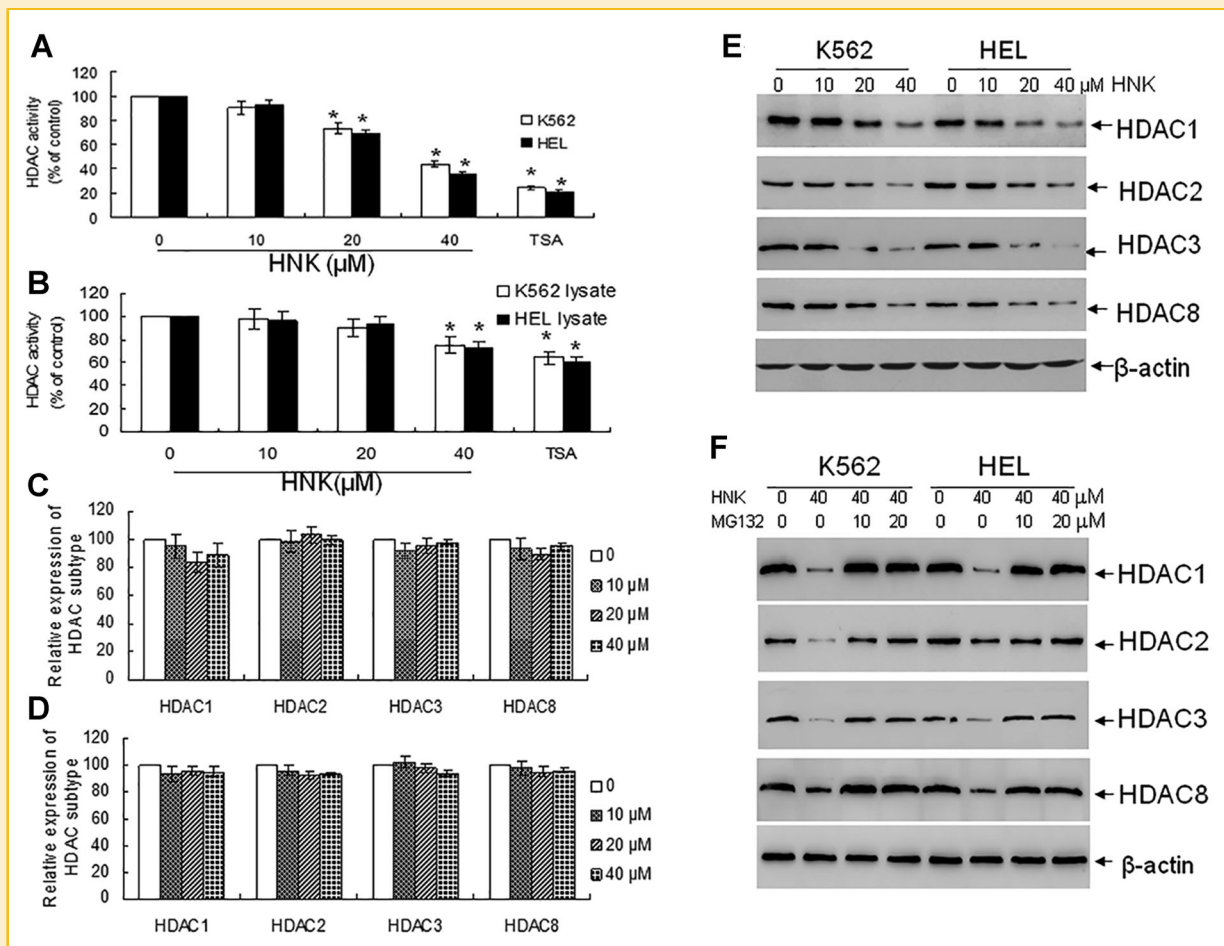 A
HDAC activity
(% of control)
120
100
80
60
40
20
0
K562
HEL
* *
* *
* *
0 10 20 40 TSA
HNK (µM)
B
HDAC activity
(% of control)
120
100
80
60
40
20
0
K562 lysate
HEL lysate
* *
* *
0 10 20 40 TSA
HNK(µM)
C
Relative expression of
HDAC subtype
120
100
80
60
40
20
0
0
10 µM
20 µM
40 µM
HDAC1 HDAC2 HDAC3 HDAC8
D
Relative expression of
HDAC subtype
120
100
80
60
40
20
0
0
10 µM
20 µM
40 µM
HDAC1 HDAC2 HDAC3 HDAC8
E
K562 HEL
0 10 20 40 0 10 20 40 µM HNK
HDAC1
HDAC2
HDAC3
HDAC8
β-actin
F
K562 HEL
HNK 0 40 40 40 0 40 40 40 µM
MG132 0 0 10 20 0 0 10 20 µM
HDAC1
HDAC2
HDAC3
HDAC8
β-actin